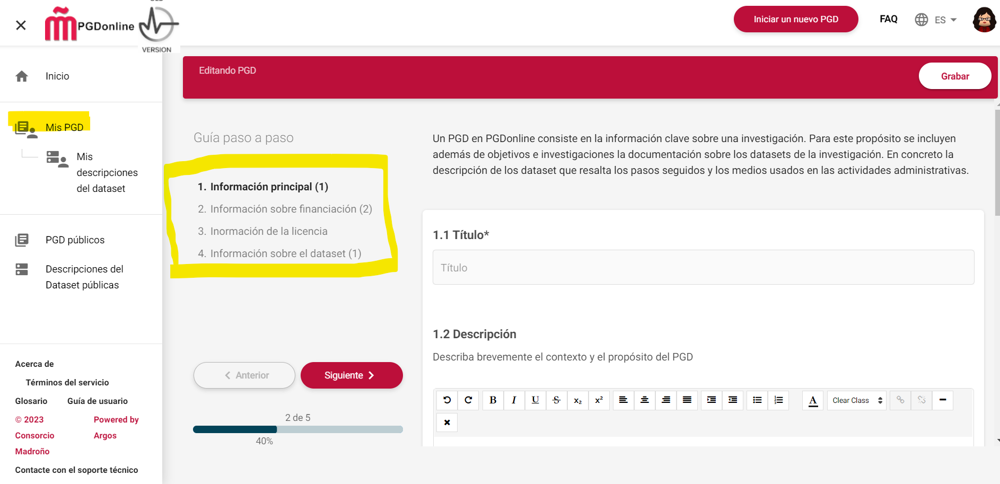 PGDonline
VERSION
Iniciar un nuevo PGD
FAQ
ES
Inicio
Mis PGD
Mis
descripciones
del dataset
PGD públicos
Descripciones del
Dataset públicas
Acerca de
Términos del servicio
Glosario Guía de usuario
© 2023 Powered by
Consorcio Argos
Madroño
Contacte con el soporte técnico
Editando PGD
Grabar
Guía paso a paso
1. Información principal (1)
2. Información sobre financiación (2)
3. Inormación de la licencia
4. Información sobre el dataset (1)
Anterior
Siguiente
2 de 5
40%
Un PGD en PGDonline consiste en la información clave sobre una investigación. Para este propósito se incluyen
además de objetivos e investigaciones la documentación sobre los datasets de la investigación. En concreto la
descripción de los dataset que resalta los pasos seguidos y los medios usados en las actividades administrativas.
1.1 Título*
Título
1.2 Descripción
Describa brevemente el contexto y el propósito del PGD
B I U S x₂ x² A Clear Class